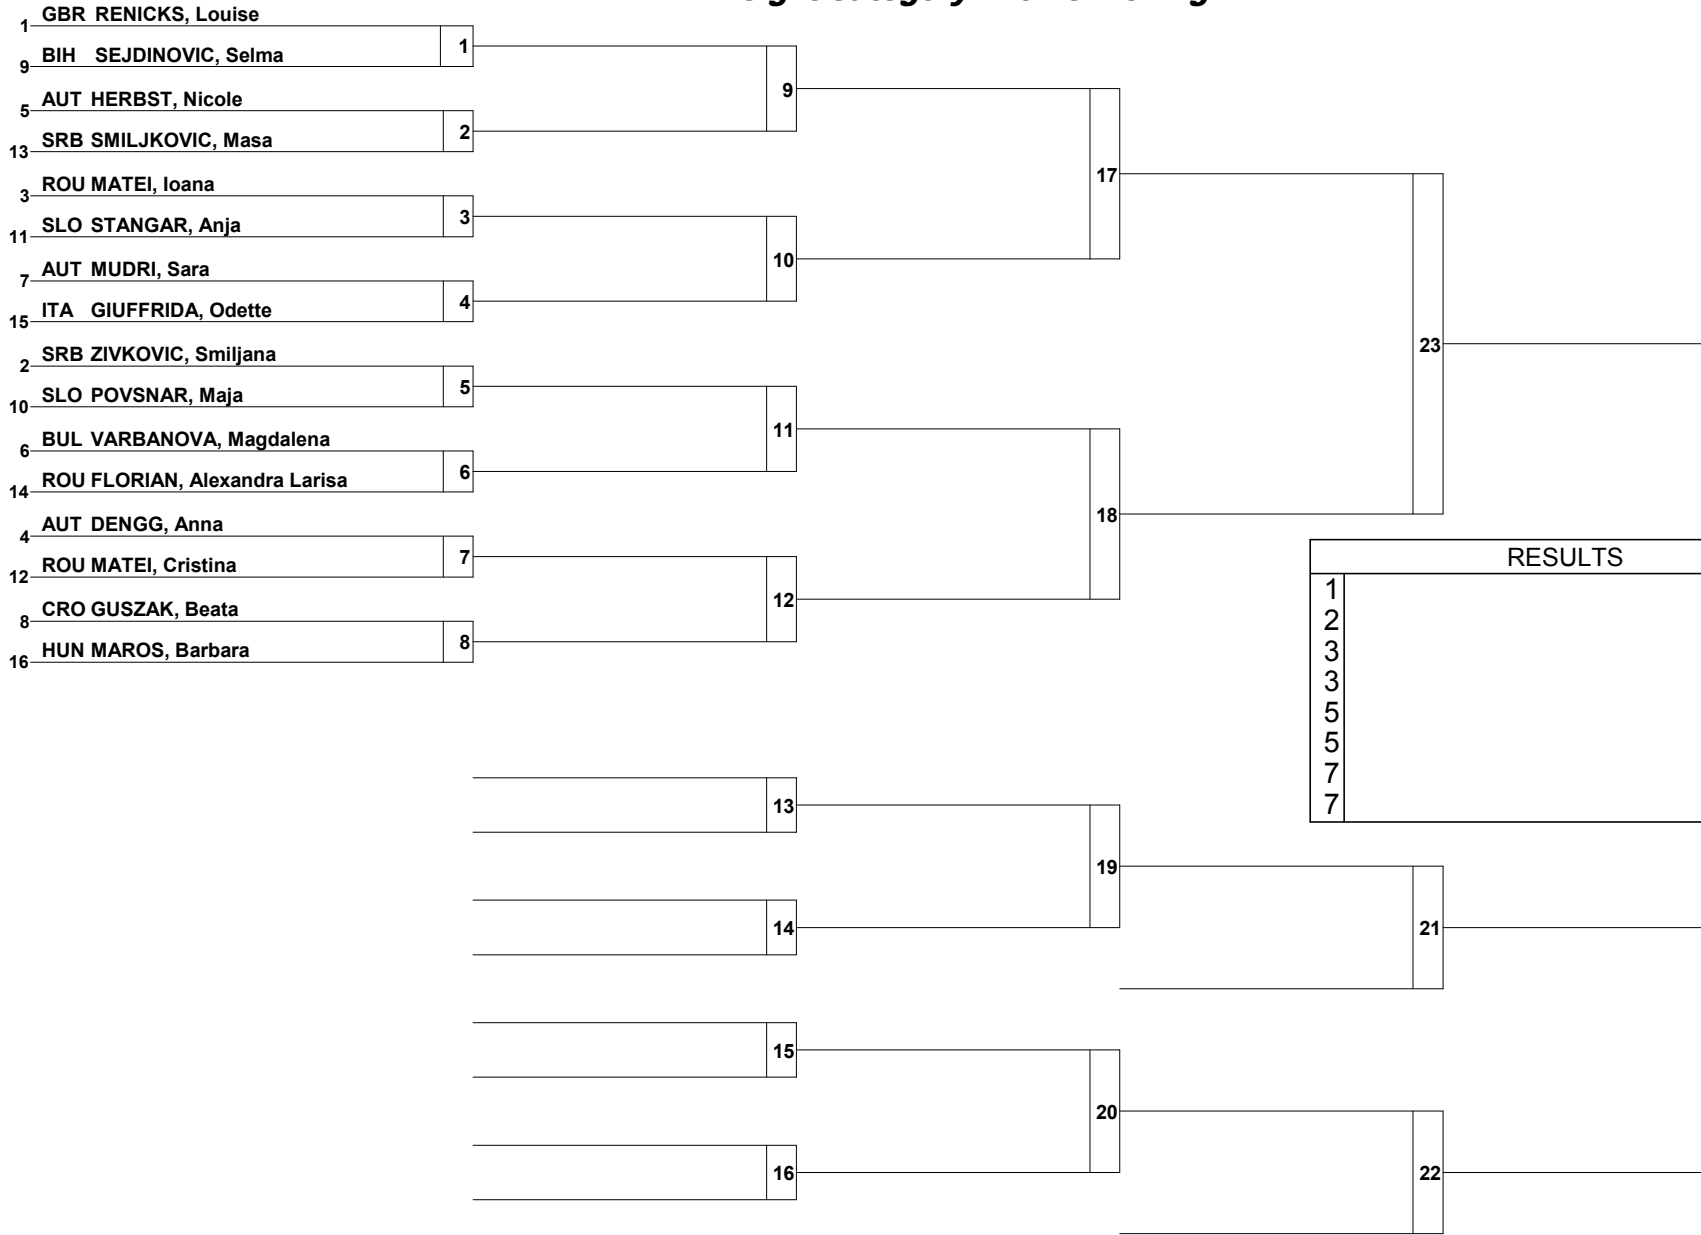 1 GBR RENICKS, Louise
9 BIH SEJDINOVIC, Selma
1
5 AUT HERBST, Nicole
13 SRB SMILJKOVIC, Masa
2
3 ROU MATEI, Ioana
11 SLO STANGAR, Anja
3
7 AUT MUDRI, Sara
15 ITA GIUFFRIDA, Odette
4
2 SRB ZIVKOVIC, Smiljana
10 SLO POVSNAR, Maja
5
6 BUL VARBANOVA, Magdalena
14 ROU FLORIAN, Alexandra Larisa
6
4 AUT DENGG, Anna
12 ROU MATEI, Cristina
7
8 CRO GUSZAK, Beata
16 HUN MAROS, Barbara
8
9
10
11
12
17
18
23
RESULTS
1
2
3
3
5
5
7
7
13
14
15
16
19
20
21
22